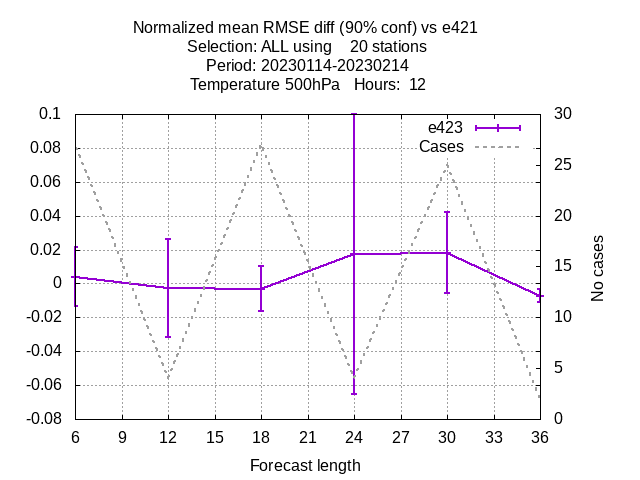 Normalized mean RMSE diff (90% conf) vs e421
Selection: ALL using    20 stations
Period: 20230114-20230214
Temperature 500hPa   Hours:  12
e423
Cases
0.1
0.08
0.06
0.04
0.02
0
-0.02
-0.04
-0.06
-0.08
30
25
20
15
10
5
0
No cases
6 9 12 15 18 21 24 27 30 33 36
Forecast length